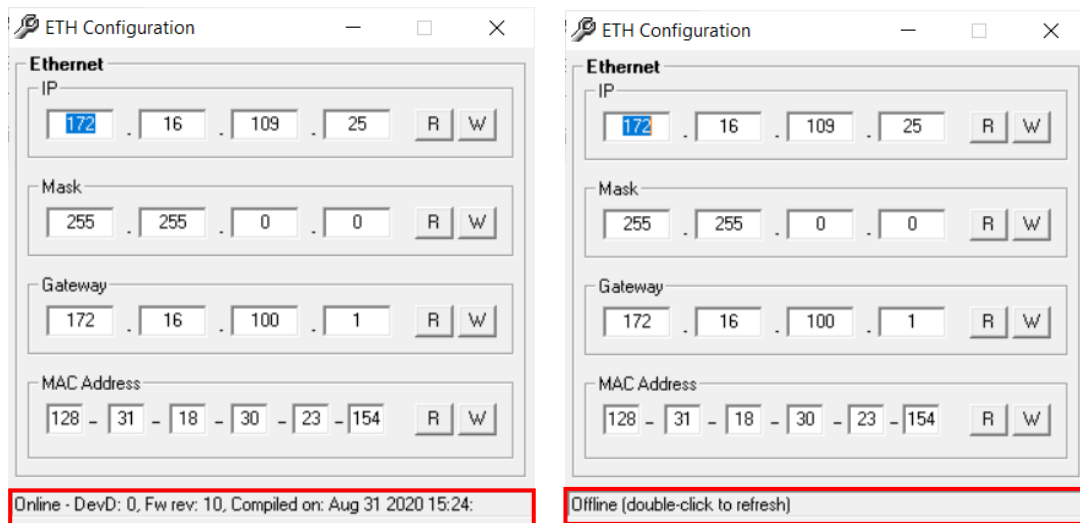 ETH Configuration
Ethernet
IP
172 . 16 . 109 . 25 R W
Mask
255 . 255 . 0 . 0 R W
Gateway
172 . 16 . 100 . 1 R W
MAC Address
128 - 31 - 18 - 30 - 23 - 154 R W
Online - DevD: 0, Fw rev: 10, Compiled on: Aug 31 2020 15:24:
ETH Configuration
Ethernet
IP
172 . 16 . 109 . 25 R W
Mask
255 . 255 . 0 . 0 R W
Gateway
172 . 16 . 100 . 1 R W
MAC Address
128 - 31 - 18 - 30 - 23 - 154 R W
Offline (double-click to refresh)